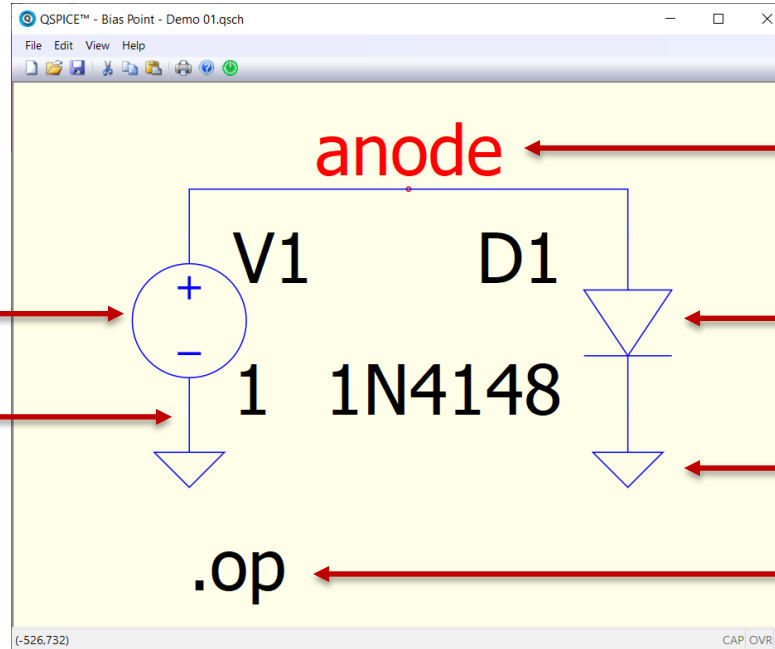 QSPICE™ - Bias Point - Demo 01.qsch
File Edit View Help
anode
V1 D1
1 1N4148
.op
(-526,732) CAP OVR